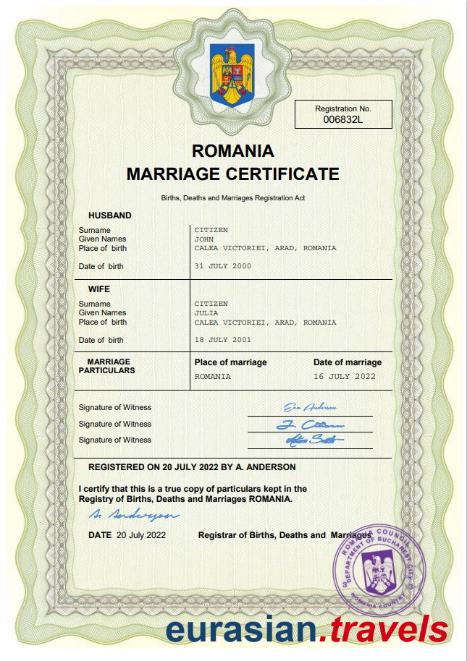 Registration No.
006832L
ROMANIA
MARRIAGE CERTIFICATE
Births, Deaths and Marriages Registration Act
HUSBAND
Surname CITIZEN
Given Names JOHN
Place of birth CALEA VICTORIEI, ARAD, ROMANIA
Date of birth 31 JULY 2000
WIFE
Surname CITIZEN
Given Names JULIA
Place of birth CALEA VICTORIEI, ARAD, ROMANIA
Date of birth 18 JULY 2001
MARRIAGE PARTICULARS
Place of marriage Date of marriage
ROMANIA 16 JULY 2022
Signature of Witness
Signature of Witness
Signature of Witness
REGISTERED ON 20 JULY 2022 BY A. ANDERSON
I certify that this is a true copy of particulars kept in the
Registry of Births, Deaths and Marriages ROMANIA.
A. Anderson
DATE 20 July 2022 Registrar of Births, Deaths and Marriages
ROMANIA COUNCIL
DEPARTMENT OF BUCHAREST CITY
eurasian.travels